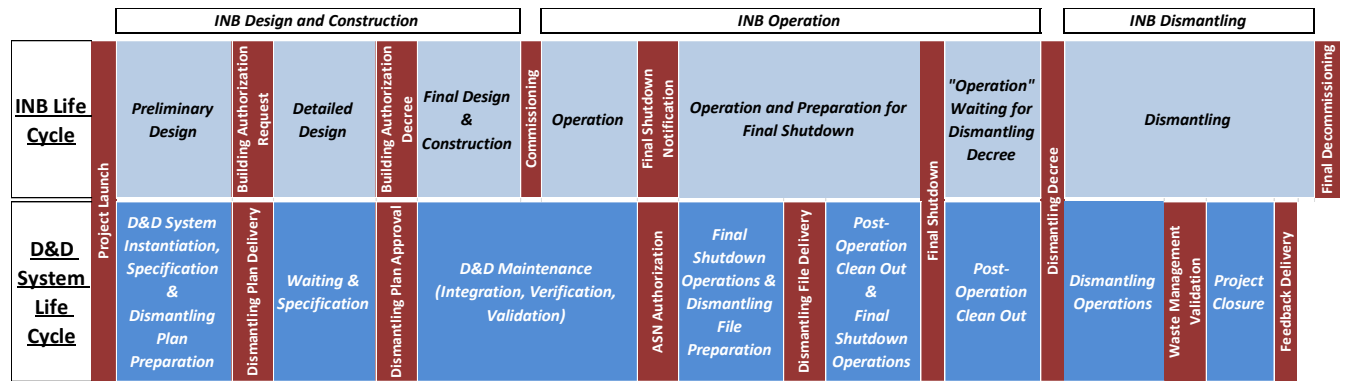 INB Design and Construction
INB Operation
INB Dismantling
INB Life
Cycle
Project Launch
Preliminary
Design
Building Authorization
Request
Detailed
Design
Building Authorization
Decree
Final Design
&
Construction
Commissioning
Operation
Final Shutdown
Notification
Operation and Preparation for
Final Shutdown
Final Shutdown
"Operation"
Waiting for
Dismantling
Decree
Dismantling Decree
Dismantling
Final Decommissioning
D&D
System
Life
Cycle
D&D System
Instantiation,
Specification
&
Dismantling
Plan
Preparation
Dismantling Plan Delivery
Waiting &
Specification
Dismantling Plan Approval
D&D Maintenance
(Integration, Verification,
Validation)
ASN Authorization
Final
Shutdown
Operations &
Dismantling
File
Preparation
Dismantling File Delivery
Post-
Operation
Clean Out
&
Final
Shutdown
Operations
Post-
Operation
Clean Out
Dismantling
Operations
Waste Management
Validation
Project
Closure
Feedback Delivery